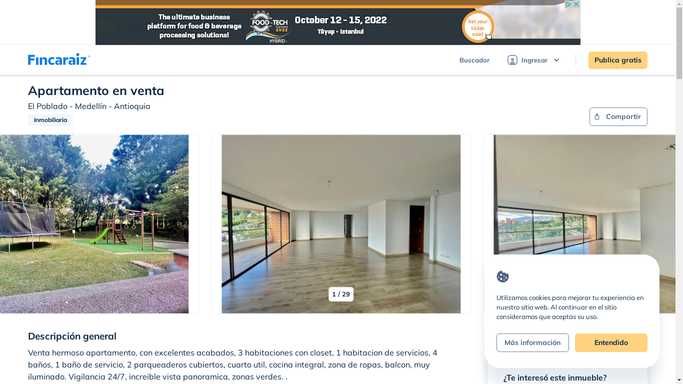 The ultimate business
platform for food & beverage
processing solutions!
FOOD-TECH
HYBRID
October 12 - 15, 2022
Tüyap - Istanbul
Fincaraíz
Buscador
Ingresar
Publica gratis
Apartamento en venta
El Poblado - Medellín - Antioquia
Inmobiliaria
Compartir
1 / 29
Utilizamos cookies para mejorar tu experiencia en
nuestro sitio web. Al continuar en el sitio
consideramos que aceptas su uso.
Más información
Entendido
Descripción general
Venta hermoso apartamento, con excelentes acabados, 3 habitaciones con closet, 1 habitacion de servicios, 4
baños, 1 baño de servicio, 2 parqueaderos cubiertos, cuarto util, cocina integral, zona de ropas, balcon, muy
iluminado. Vigilancia 24/7, increible vista panoramica, zonas verdes. .
¿Te interesó este inmueble?